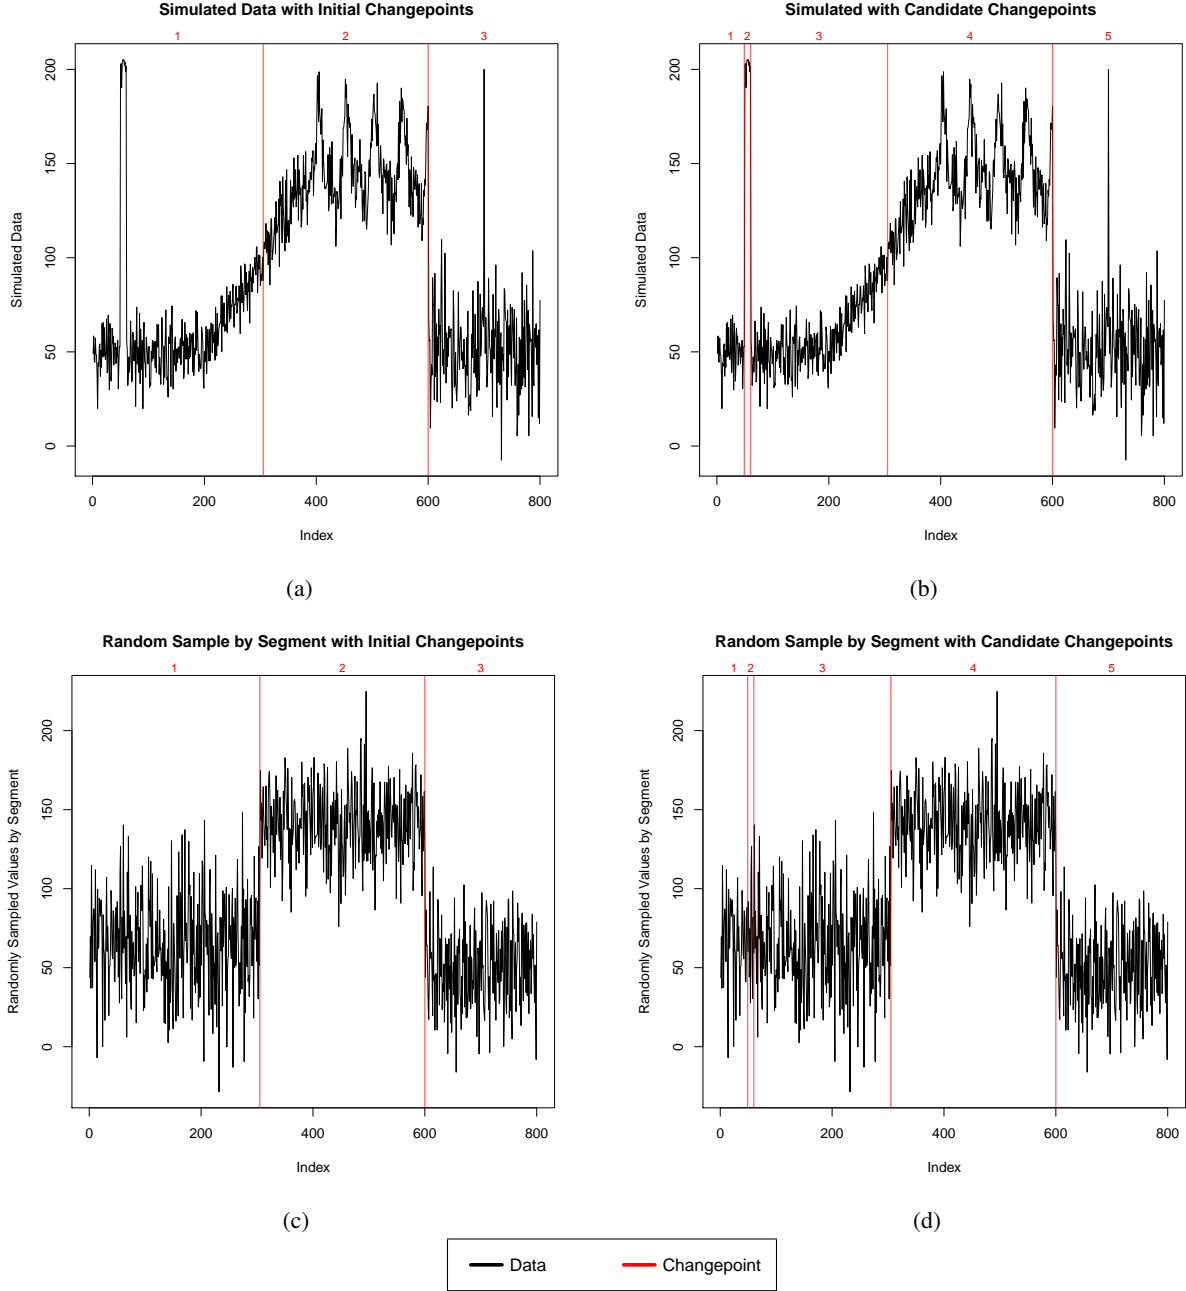 Simulated Data with Initial Changepoints
1 2 3
Simulated Data
0 50 100 150 200
0 200 400 600 800
Index
(a)
Simulated with Candidate Changepoints
1 2 3 4 5
Simulated Data
0 50 100 150 200
0 200 400 600 800
Index
(b)
Random Sample by Segment with Initial Changepoints
1 2 3
Randomly Sampled Values by Segment
0 50 100 150 200
0 200 400 600 800
Index
(c)
Random Sample by Segment with Candidate Changepoints
1 2 3 4 5
Randomly Sampled Values by Segment
0 50 100 150 200
0 200 400 600 800
Index
(d)
Data Changepoint